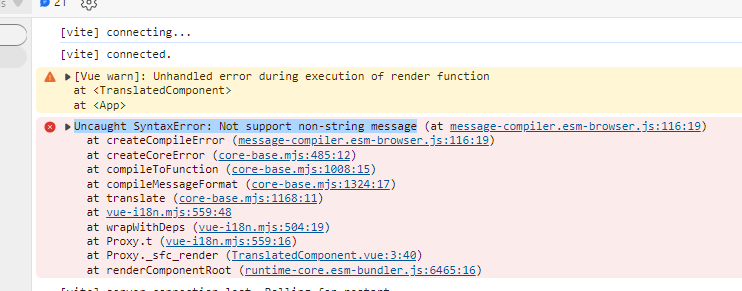 21
[vite] connecting...
[vite] connected.
[Vue warn]: Unhandled error during execution of render function
at <TranslatedComponent>
at <App>
Uncaught SyntaxError: Not support non-string message (at message-compiler.esm-browser.js:116:19)
at createCompileError (message-compiler.esm-browser.js:116:19)
at createCoreError (core-base.mjs:485:12)
at compileToFunction (core-base.mjs:1008:15)
at compileMessageFormat (core-base.mjs:1324:17)
at translate (core-base.mjs:1168:11)
at vue-i18n.mjs:559:48
at wrapWithDeps (vue-i18n.mjs:504:19)
at Proxy.t (vue-i18n.mjs:559:16)
at Proxy._sfc_render (TranslatedComponent.vue:3:40)
at renderComponentRoot (runtime-core.esm-bundler.js:6465:16)